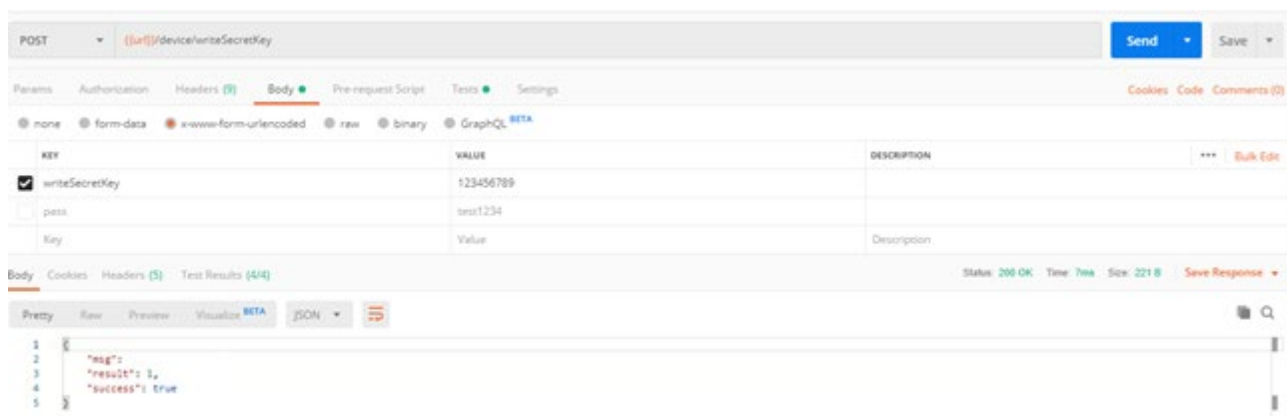 POST {{url}}/device/writeSecretKey Send Save
Params Authorization Headers (9) Body Pre-request Script Tests Settings Cookies Code Comments (0)
none form-data x-www-form-urlencoded raw binary GraphQL BETA
KEY VALUE DESCRIPTION ••• Bulk Edit
writeSecretKey 123456789
pass test1234
Key Value Description
Body Cookies Headers (5) Test Results (4/4) Status: 200 OK Time: 7ms Size: 221 B Save Response
Pretty Raw Preview Visualize BETA JSON
1 {
2 "msg":
3 "result": 1,
4 "success": true
5 }